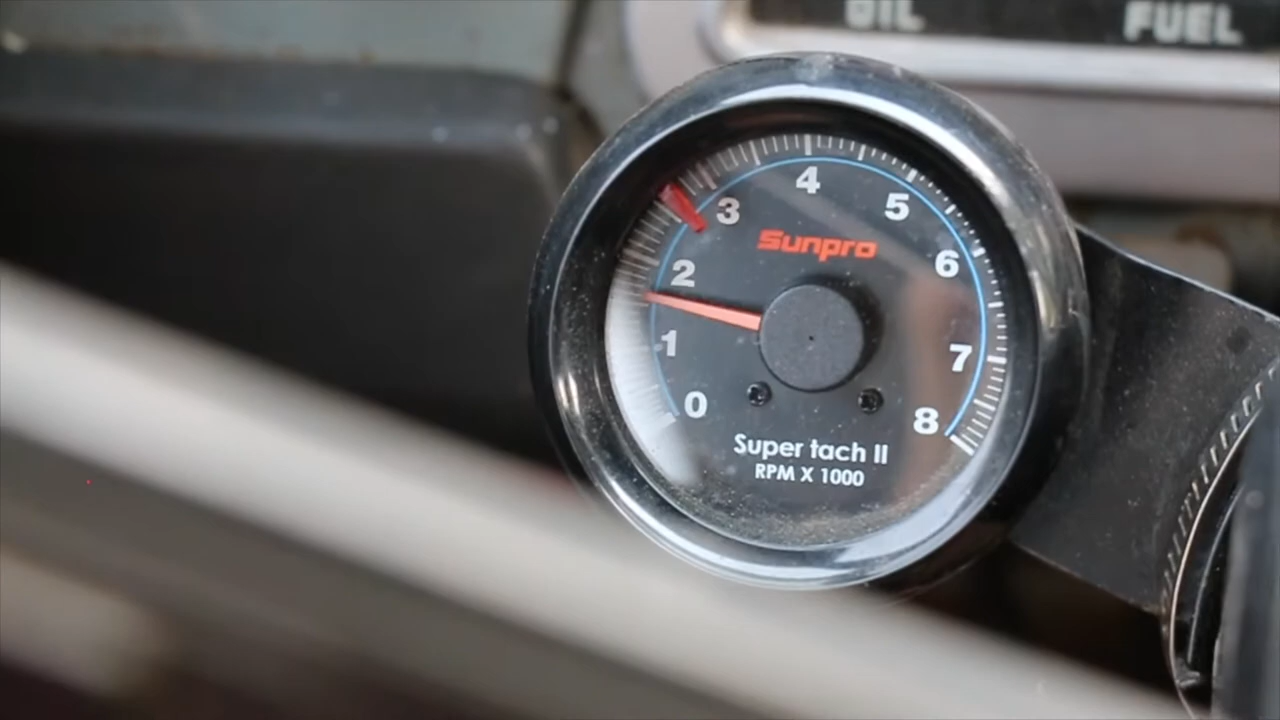 OIL FUEL
4
3 5
2 6
1 7
0 8
Sunpro
Super tach II
RPM X 1000